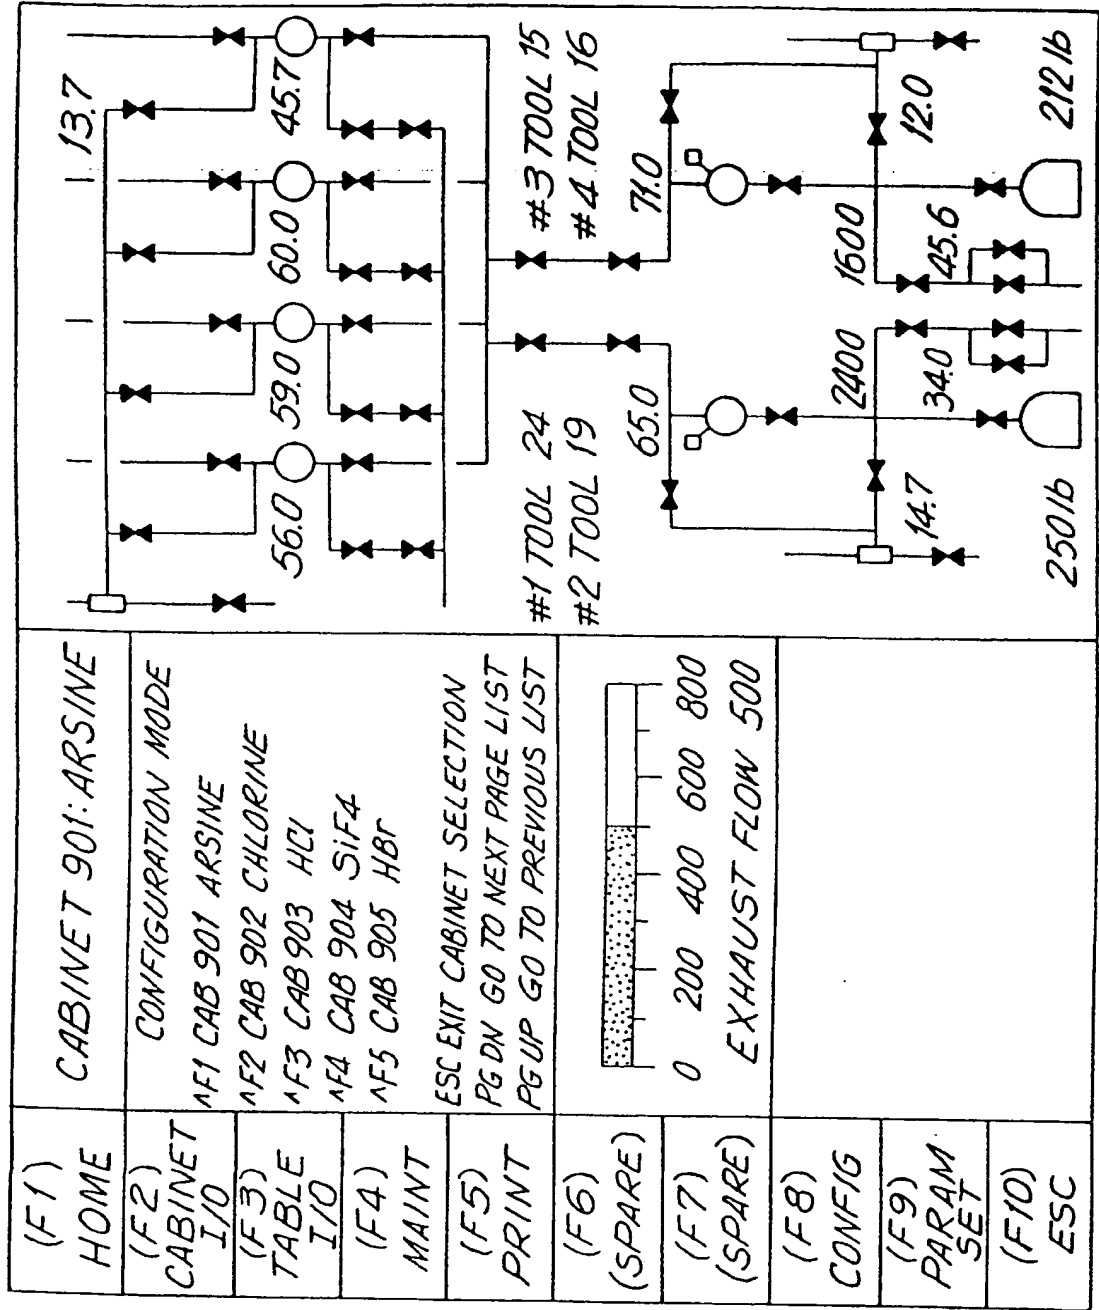 (F1)
HOME
(F2)
CABINET
I/O
(F3)
TABLE
I/O
(F4)
MAINT
(F5)
PRINT
(F6)
(SPARE)
(F7)
(SPARE)
(F8)
CONFIG
(F9)
PARAM
SET
(F10)
ESC
CABINET 901: ARSINE
CONFIGURATION MODE
^F1 CAB 901 ARSINE
^F2 CAB 902 CHLORINE
^F3 CAB 903 HCl
^F4 CAB 904 SiF4
^F5 CAB 905 HBr
ESC EXIT CABINET SELECTION
PG DN GO TO NEXT PAGE LIST
PG UP GO TO PREVIOUS LIST
0 200 400 600 800
EXHAUST FLOW 500
13.7
56.0 59.0 60.0 45.7
#1 TOOL 24
#2 TOOL 19
#3 TOOL 15
#4 TOOL 16
65.0 71.0
2400 1600
14.7 34.0 45.6 12.0
250 lb 212 lb